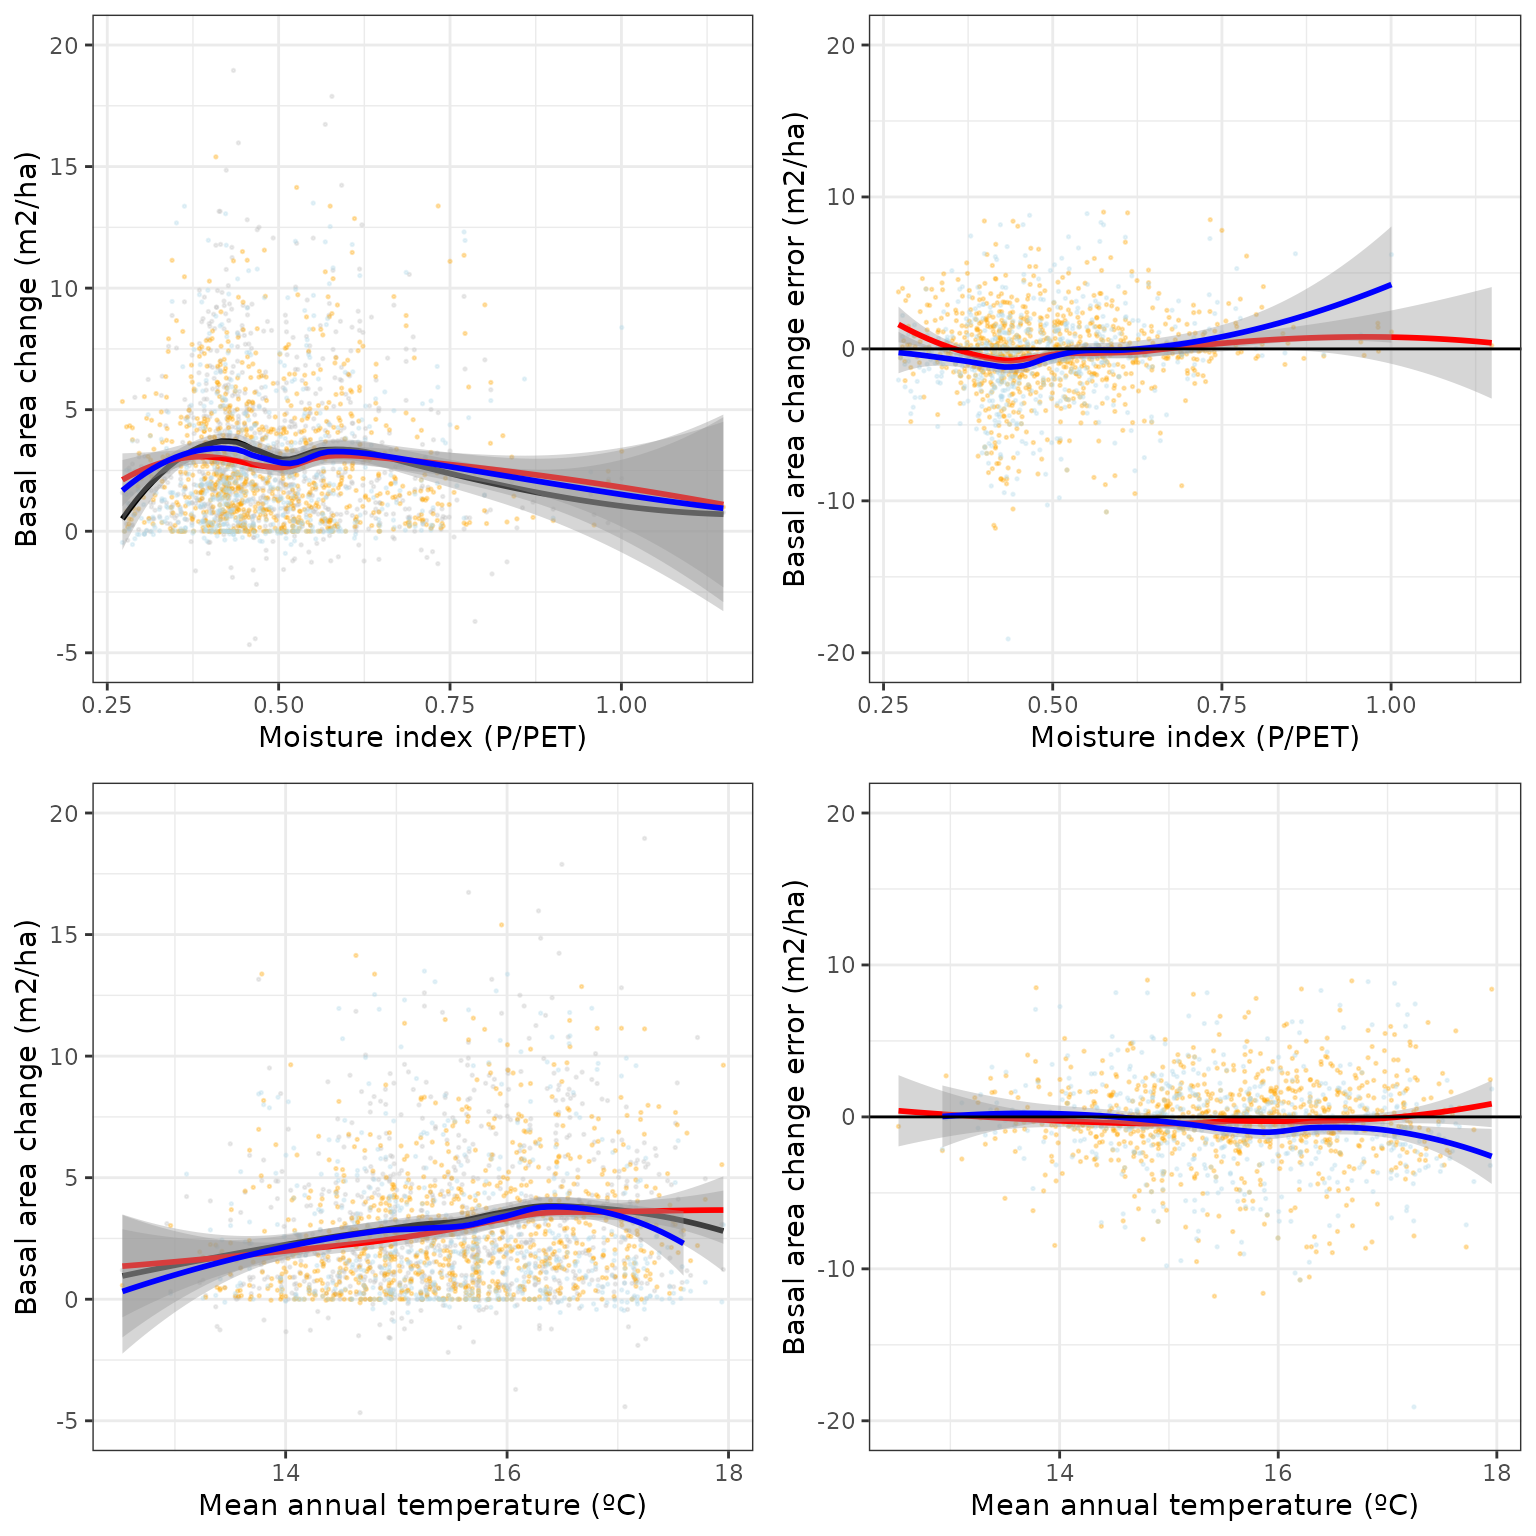 Basal area change (m2/ha)
20
15
10
5
0
-5
0.25 0.50 0.75 1.00
Moisture index (P/PET)
Basal area change error (m2/ha)
20
10
0
-10
-20
0.25 0.50 0.75 1.00
Moisture index (P/PET)
Basal area change (m2/ha)
20
15
10
5
0
-5
14 16 18
Mean annual temperature (ºC)
Basal area change error (m2/ha)
20
10
0
-10
-20
14 16 18
Mean annual temperature (ºC)